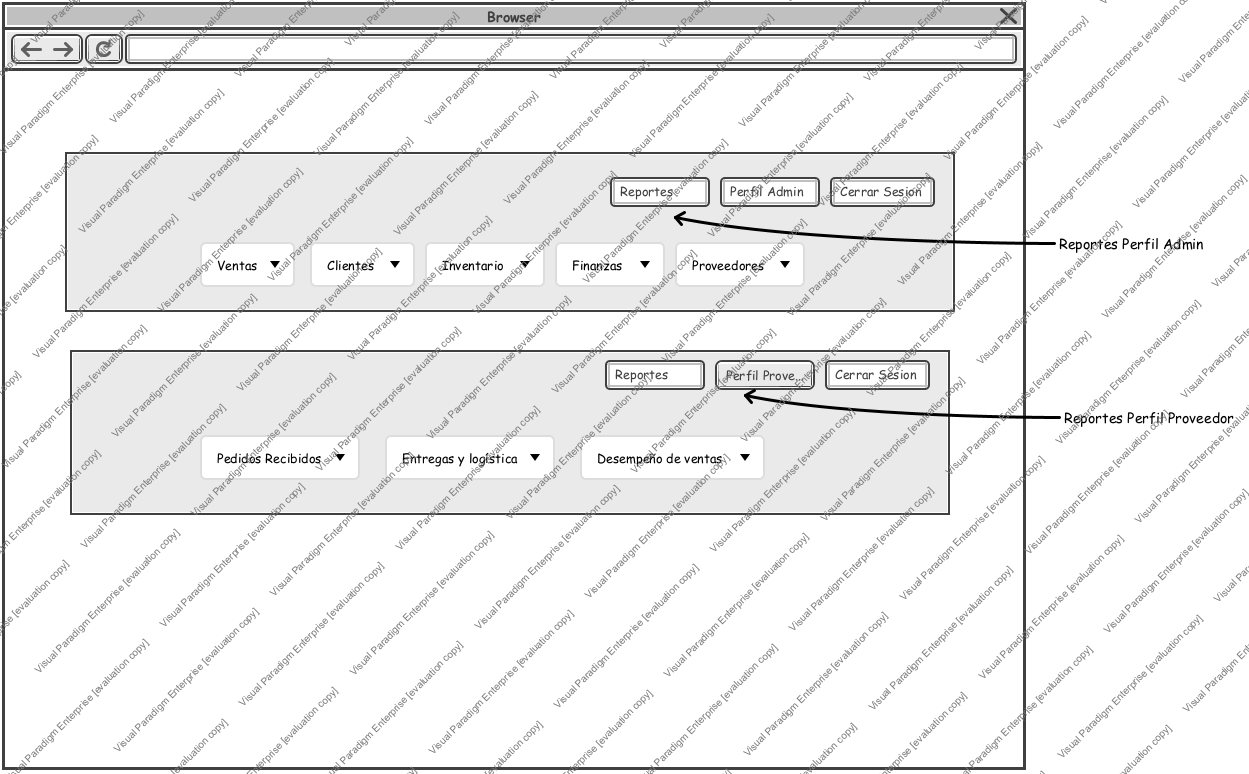 Browser
Reportes
Perfil Admin
Cerrar Sesion
Reportes Perfil Admin
Ventas
Clientes
Inventario
Finanzas
Proveedores
Reportes
Perfil Prove...
Cerrar Sesion
Reportes Perfil Proveedor
Pedidos Recibidos
Entregas y logística
Desempeño de ventas
Visual Paradigm Enterprise [evaluation copy]